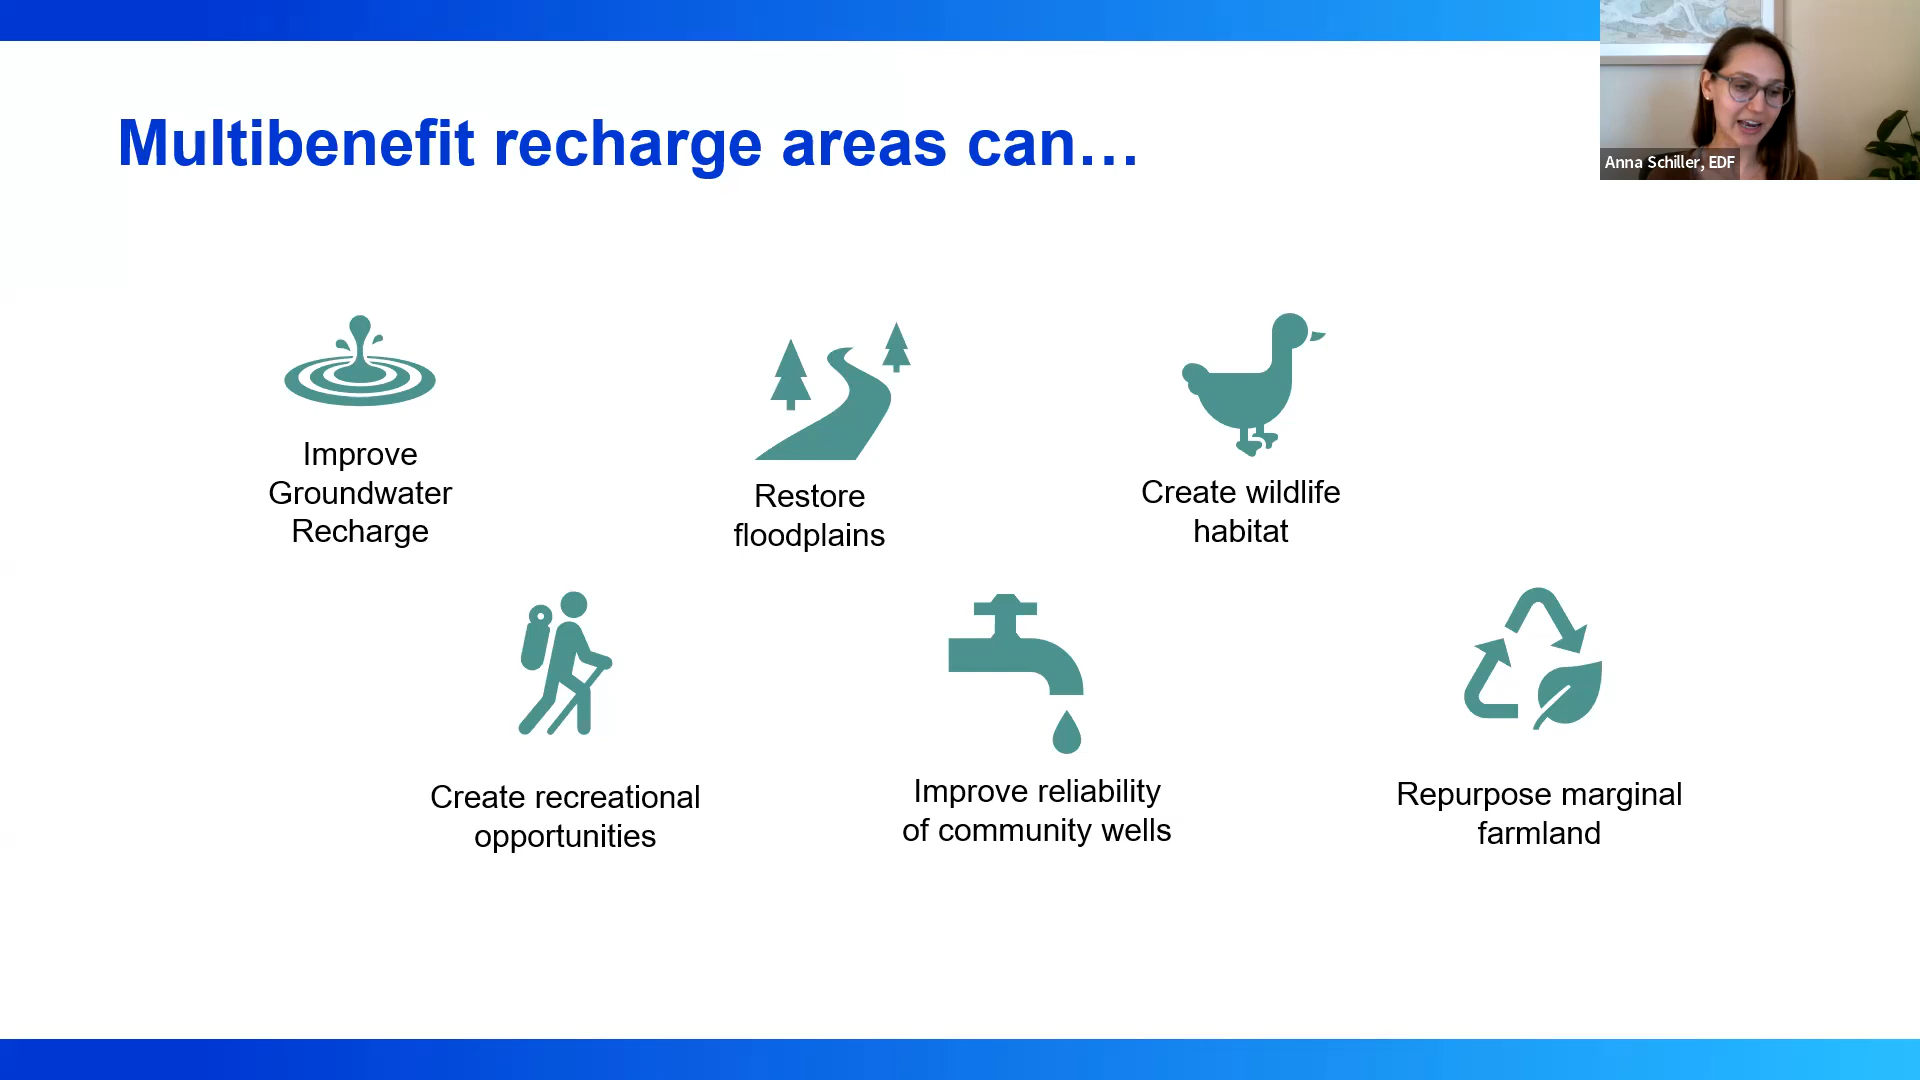 Multibenefit recharge areas can…
Anna Schiller, EDF
Improve
Groundwater
Recharge
Restore
floodplains
Create wildlife
habitat
Create recreational
opportunities
Improve reliability
of community wells
Repurpose marginal
farmland